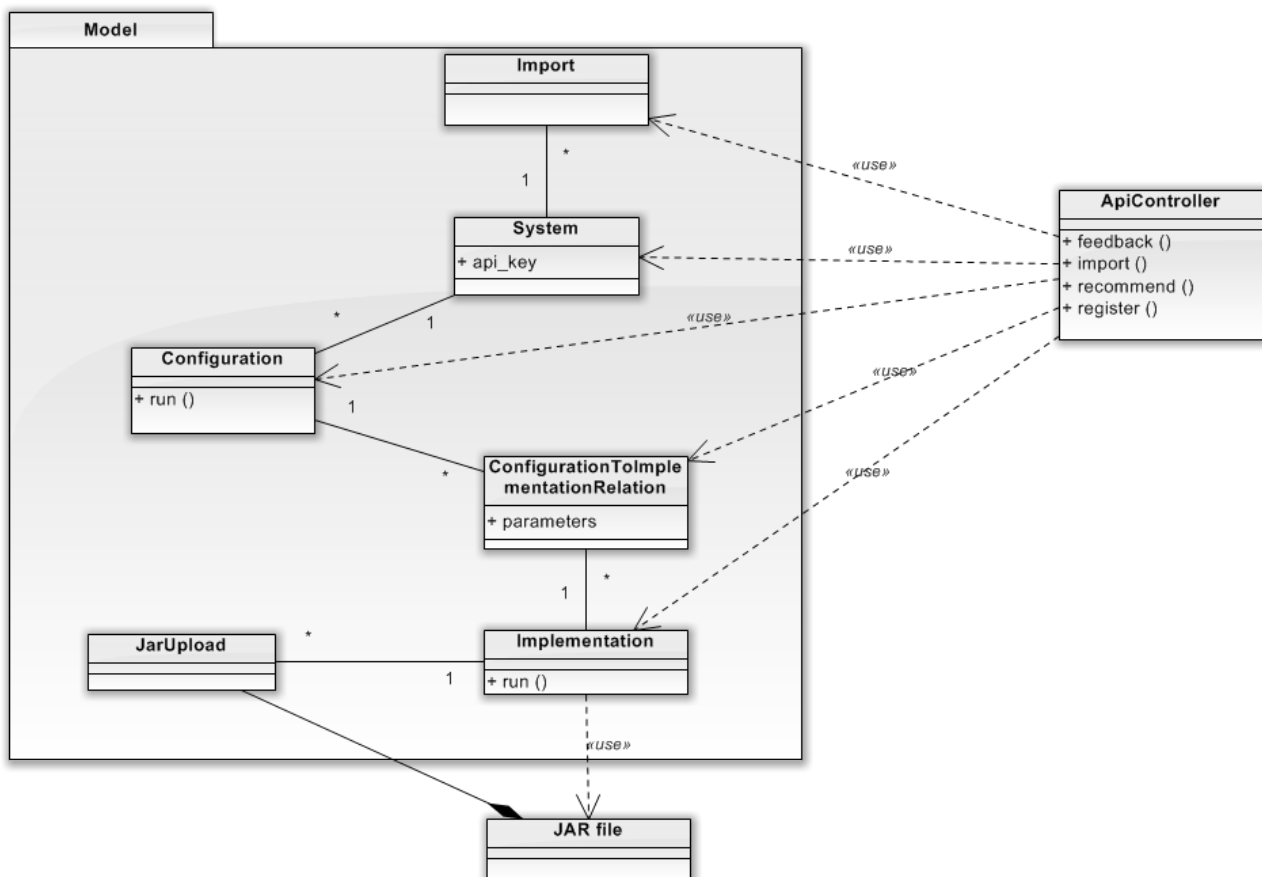 Model
Import
*
1
«use»
ApiController
+ feedback ()
+ import ()
+ recommend ()
+ register ()
System
+ api_key
«use»
*
1
«use»
Configuration
+ run ()
1
*
«use»
ConfigurationToImple
mentationRelation
+ parameters
«use»
*
1
JarUpload
*
1
Implementation
+ run ()
«use»
JAR file